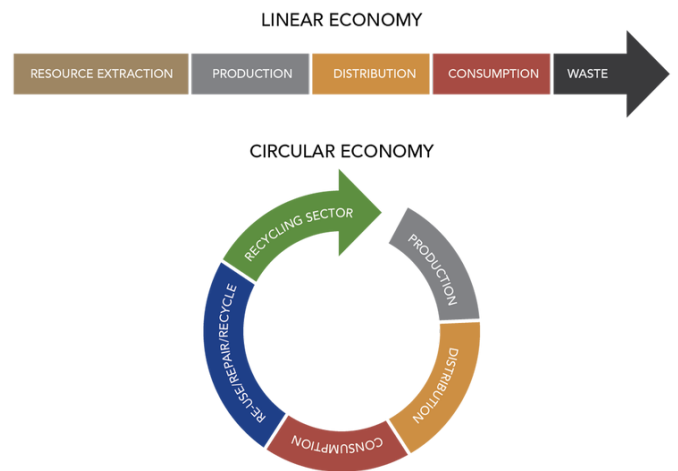 LINEAR ECONOMY
RESOURCE EXTRACTION
PRODUCTION
DISTRIBUTION
CONSUMPTION
WASTE
CIRCULAR ECONOMY
RECYCLING SECTOR
PRODUCTION
DISTRIBUTION
CONSUMPTION
RE-USE/REPAIR/RECYCLE